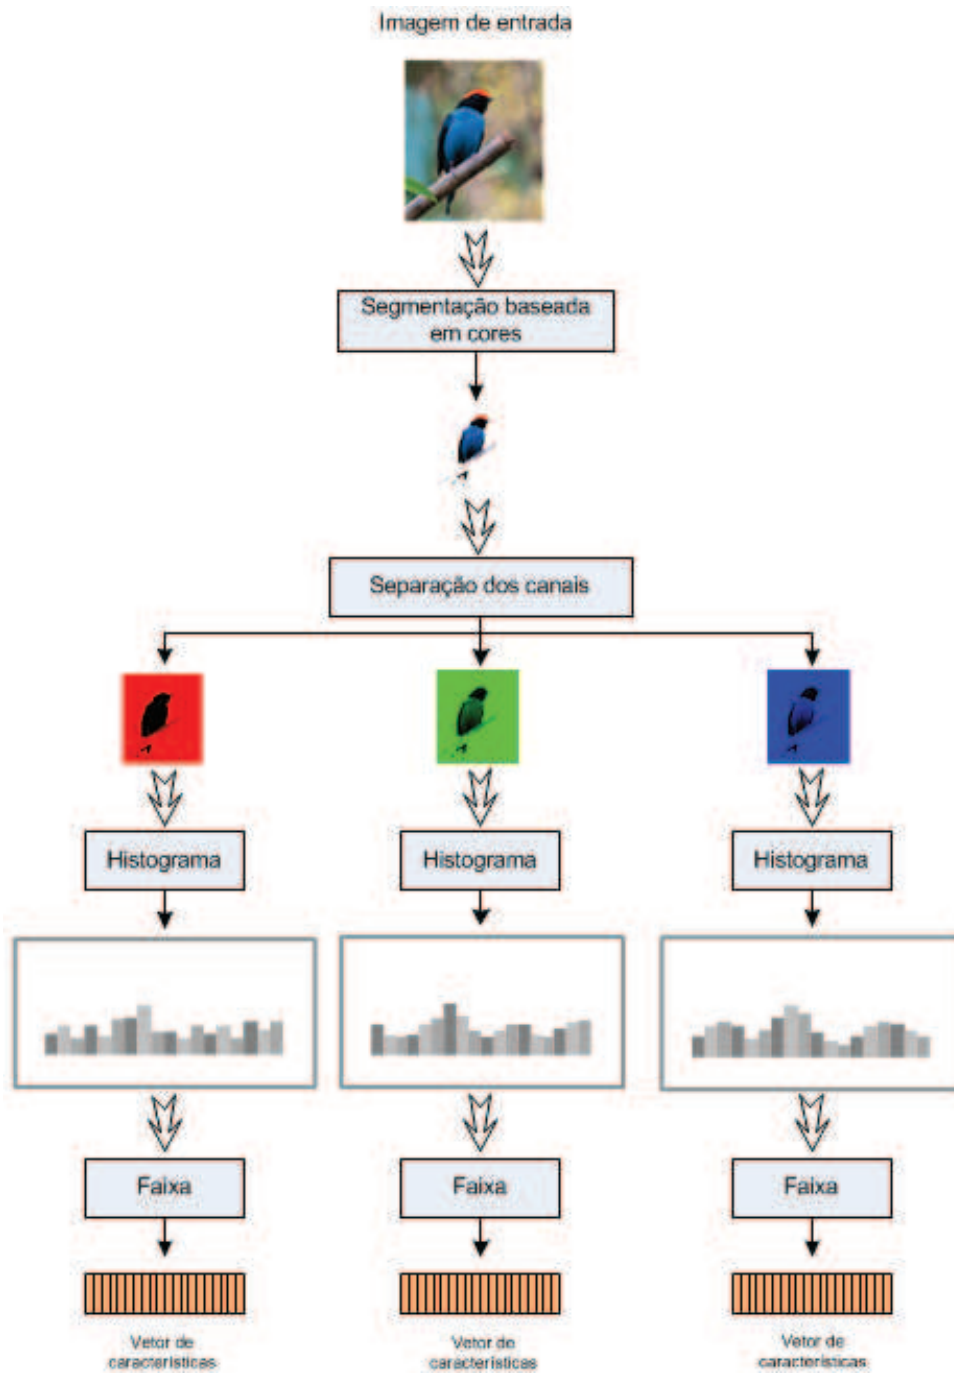 Imagem de entrada
Segmentação baseada
em cores
Separação dos canais
Histograma
Histograma
Histograma
Faixa
Faixa
Faixa
Vetor de
características
Vetor de
características
Vetor de
características